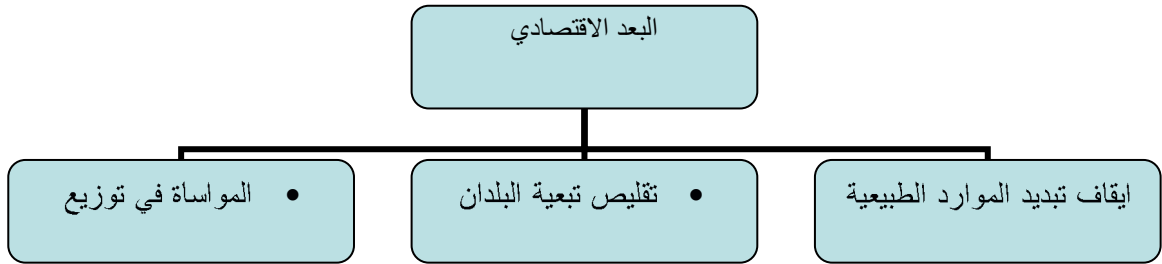 البعد الاقتصادي
ايقاف تبديد الموارد الطبيعية
• تقليص تبعية البلدان
• المواساة في توزيع